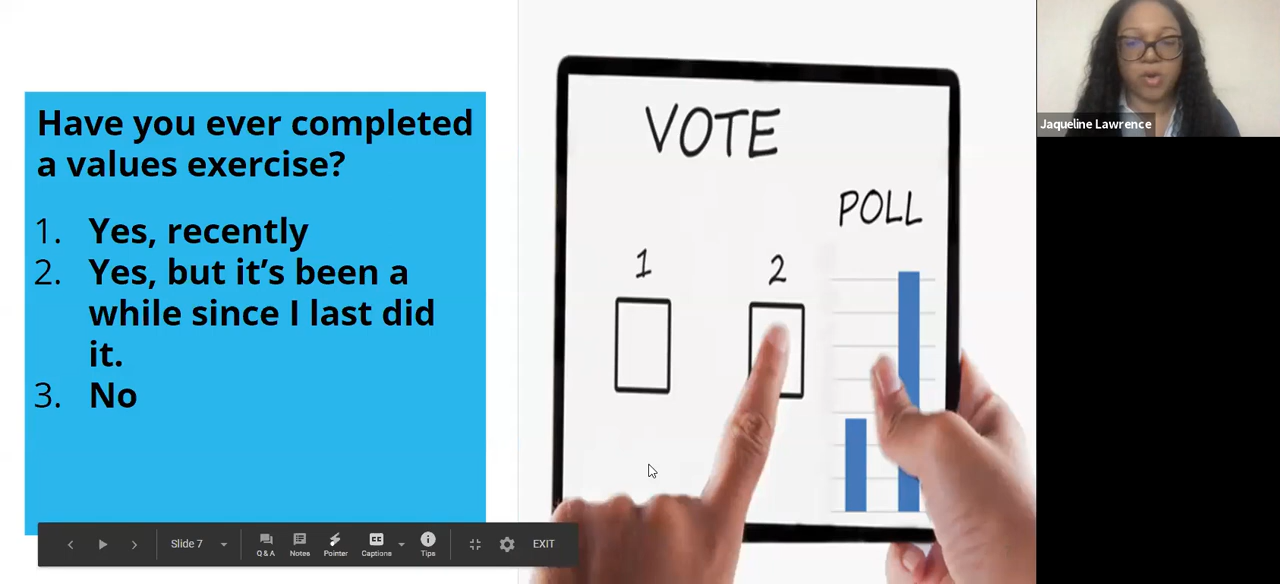 Have you ever completed
a values exercise?
1. Yes, recently
2. Yes, but it's been a
while since I last did
it.
3. No
VOTE
POLL
1
2
Jaqueline Lawrence
Slide 7
Q & A
Notes
Pointer
CC
Captions
Tips
EXIT